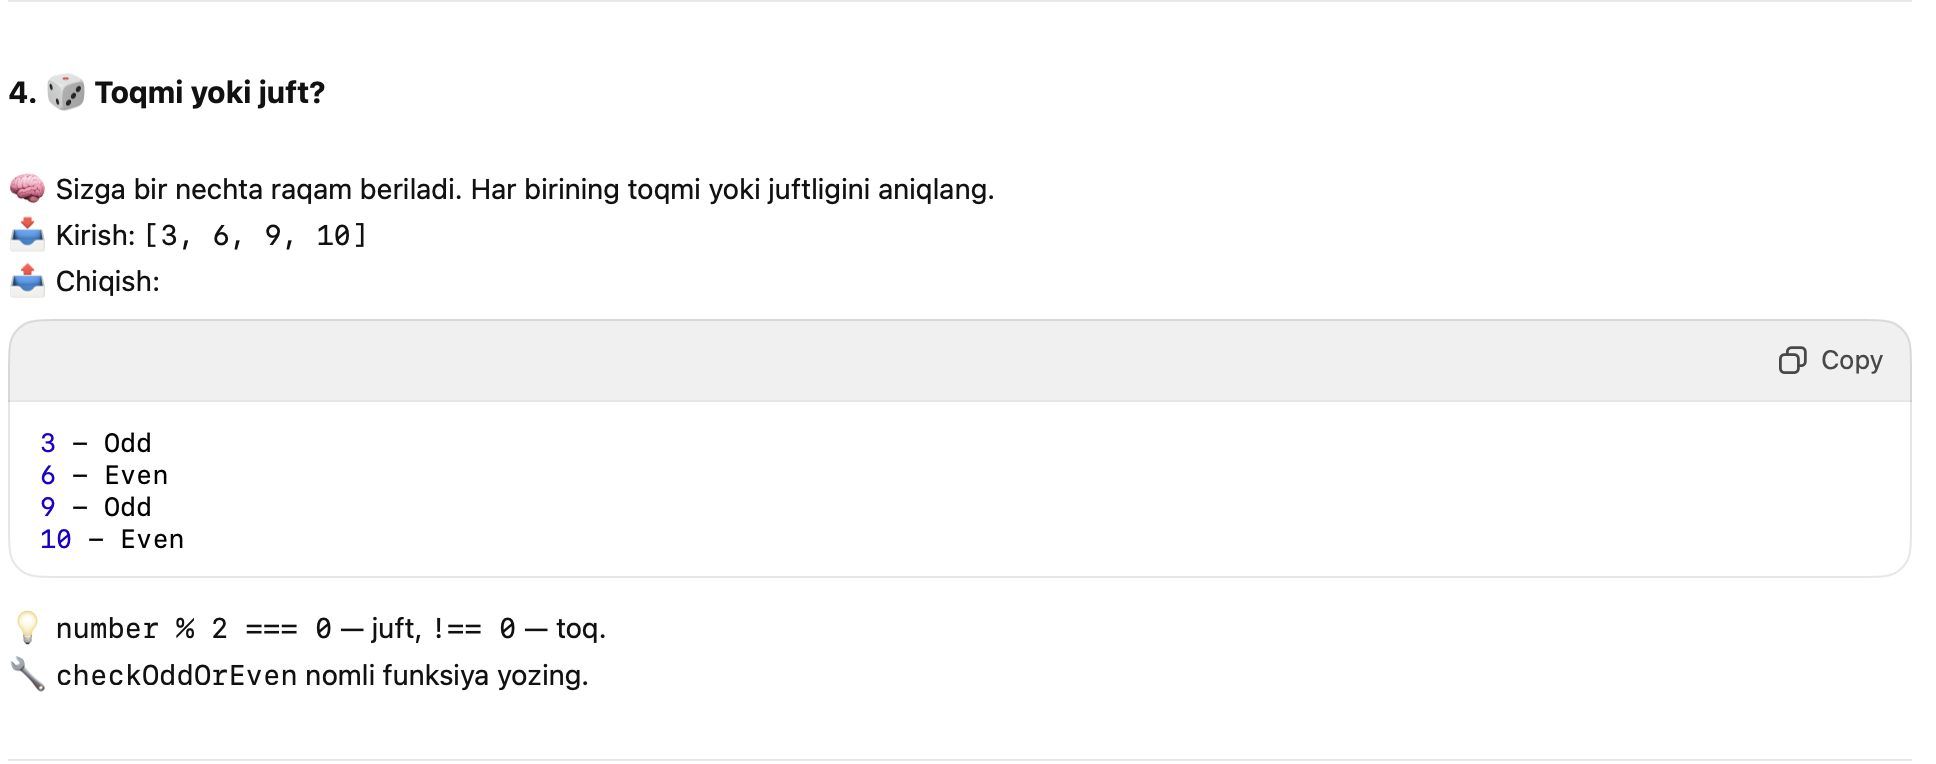 4. 🎲 Toqmi yoki juft?
🧠 Sizga bir nechta raqam beriladi. Har birining toqmi yoki juftligini aniqlang.
📥 Kirish: [3, 6, 9, 10]
📤 Chiqish:
Copy
3 – Odd
6 – Even
9 – Odd
10 – Even
💡 number % 2 === 0 — juft, !== 0 — toq.
🔧 checkOddOrEven nomli funksiya yozing.